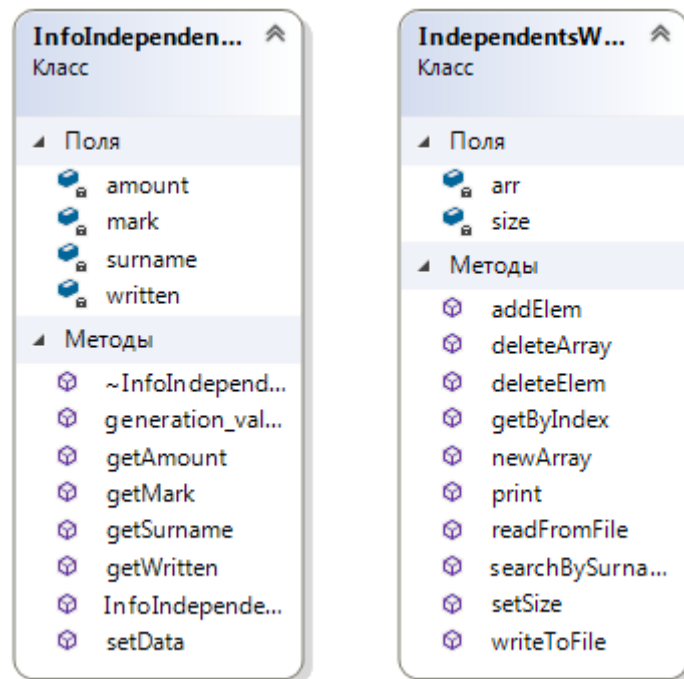 InfoIndependen...
Класс
Поля
amount
mark
surname
written
Методы
~InfoIndepend...
generation_val...
getAmount
getMark
getSurname
getWritten
InfoIndepende...
setData
IndependentsW...
Класс
Поля
arr
size
Методы
addElem
deleteArray
deleteElem
getByIndex
newArray
print
readFromFile
searchBySurna...
setSize
writeToFile